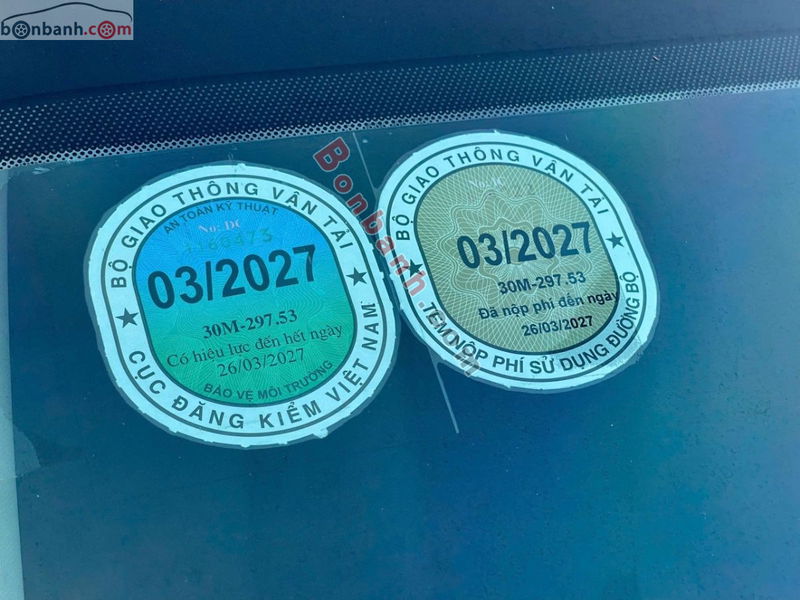 bonbanh.com
BỘ GIAO THÔNG VẬN TẢI
AN TOÀN KỸ THUẬT
No: DC
03/2027
30M-297.53
Có hiệu lực đến hết ngày
26/03/2027
BẢO VỆ MÔI TRƯỜNG
CỤC ĐĂNG KIỂM VIỆT NAM
BỘ GIAO THÔNG VẬN TẢI
03/2027
30M-297.53
Đã nộp phí đến ngày
26/03/2027
TEM NỘP PHÍ SỬ DỤNG ĐƯỜNG BỘ
Bonbanh.com